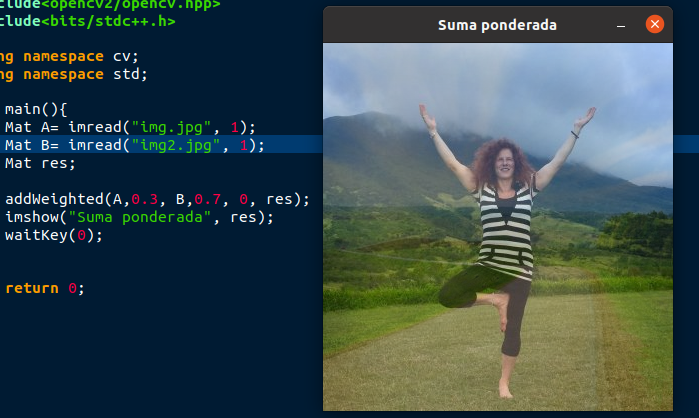 clude<opencv2/opencv.hpp>
clude<bits/stdc++.h>
ng namespace cv;
ng namespace std;
main(){
Mat A= imread("img.jpg", 1);
Mat B= imread("img2.jpg", 1);
Mat res;
addWeighted(A,0.3, B,0.7, 0, res);
imshow("Suma ponderada", res);
waitKey(0);
return 0;
Suma ponderada